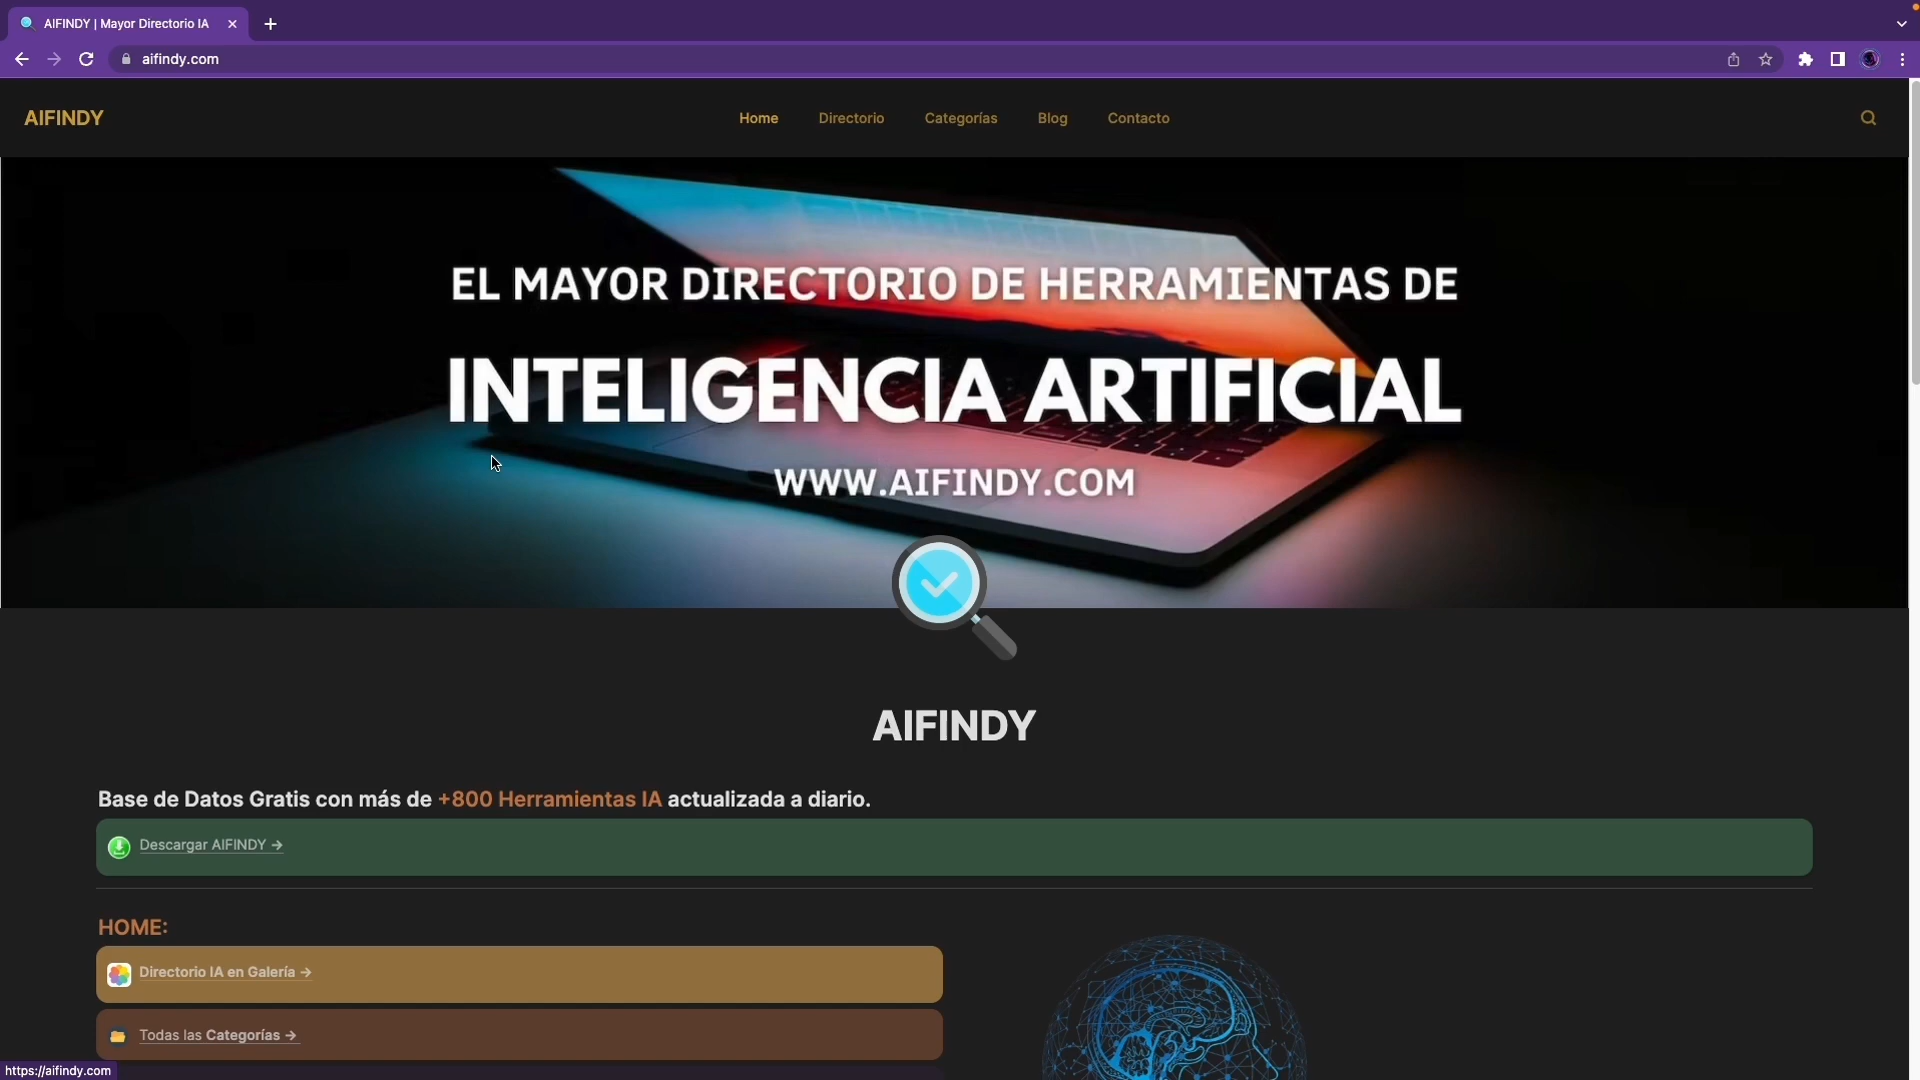 AIFINDY | Mayor Directorio IA
aifindy.com
AIFINDY
Home
Directorio
Categorías
Blog
Contacto
EL MAYOR DIRECTORIO DE HERRAMIENTAS DE
INTELIGENCIA ARTIFICIAL
WWW.AIFINDY.COM
AIFINDY
Base de Datos Gratis con más de +800 Herramientas IA actualizada a diario.
Descargar AIFINDY →
HOME:
Directorio IA en Galería →
Todas las Categorías →
https://aifindy.com